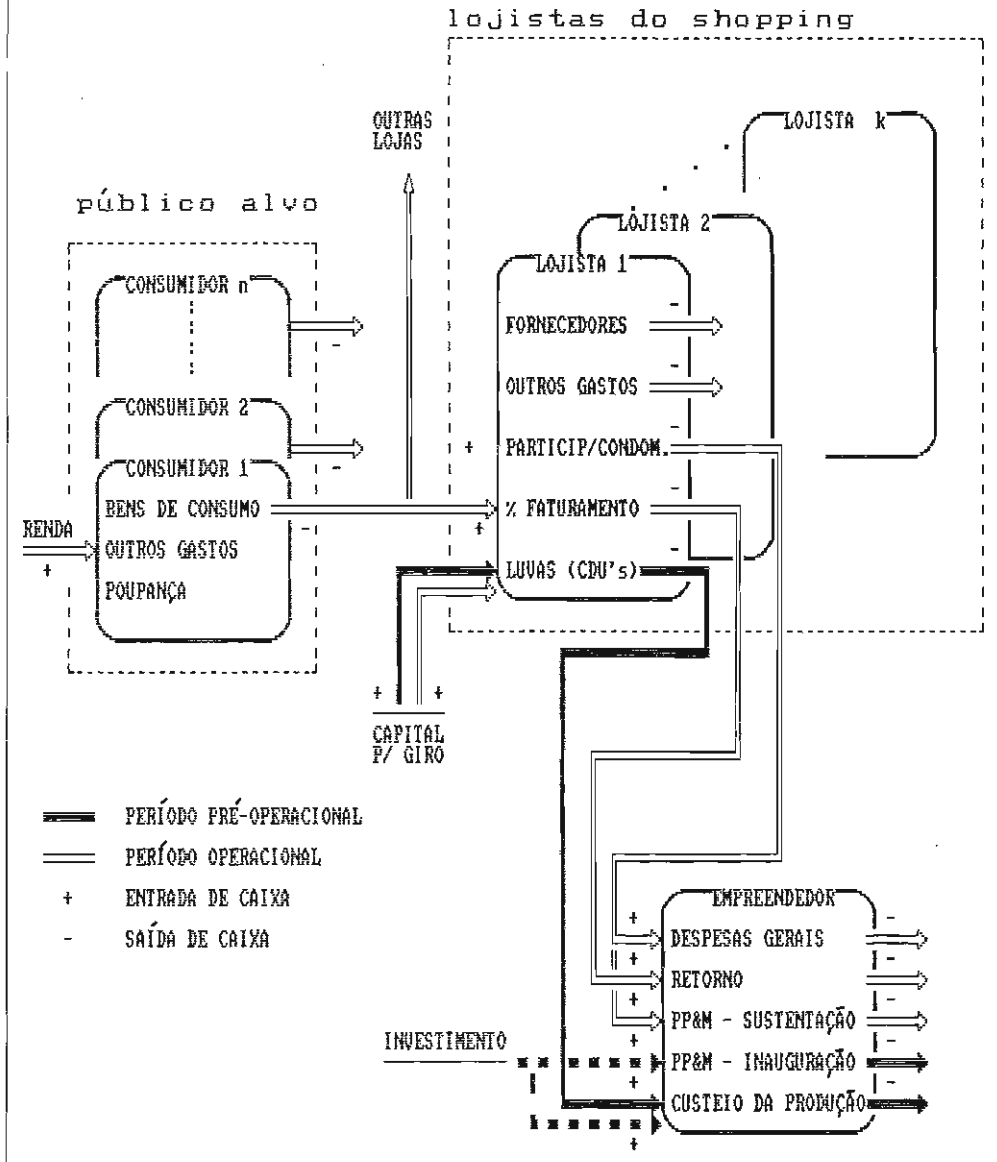 lojistas do shopping
OUTRAS
LOJAS
LOJISTA k
público alvo
LOJISTA 2
LOJISTA 1
CONSUMIDOR n
-
FORNECEDORES
-
-
OUTROS GASTOS
CONSUMIDOR 2
-
-
+ PARTICIP/CONDOM.
CONSUMIDOR 1
-
BENS DE CONSUMO
-
% FATURAMENTO
RENDA
+
-
+
OUTROS GASTOS
-
LUVAS (CDU's)
POUPANÇA
+ +
CAPITAL
P/ GIRO
PERÍODO PRÉ-OPERACIONAL
PERÍODO OPERACIONAL
+ ENTRADA DE CAIXA
- SAÍDA DE CAIXA
EMPREENDEDOR
+ -
DESPESAS GERAIS
+ -
RETORNO
+ -
PP&M - SUSTENTAÇÃO
+ -
INVESTIMENTO
PP&M - INAUGURAÇÃO
+ -
CUSTEIO DA PRODUÇÃO
+